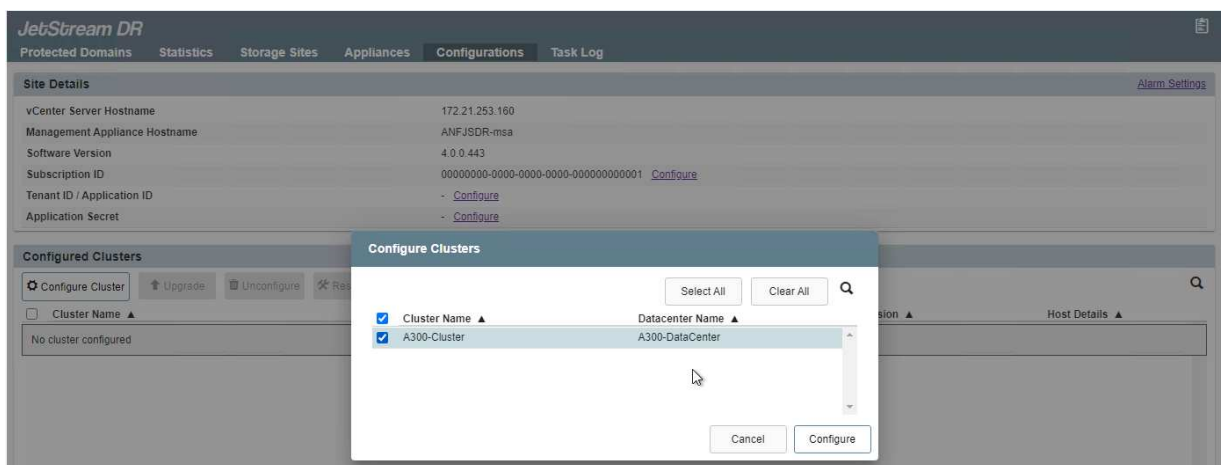 JetStream DR
Protected Domains Statistics Storage Sites Appliances Configurations Task Log
Site Details Alarm Settings
vCenter Server Hostname 172.21.253.160
Management Appliance Hostname ANFJSDR-msa
Software Version 4.0.0.443
Subscription ID 00000000-0000-0000-0000-000000000001 Configure
Tenant ID / Application ID - Configure
Application Secret - Configure
Configured Clusters
Configure Cluster Upgrade Unconfigure Res
Cluster Name ▲ sion ▲ Host Details ▲
No cluster configured
Configure Clusters
Select All Clear All
Cluster Name ▲ Datacenter Name ▲
A300-Cluster A300-DataCenter
Cancel Configure